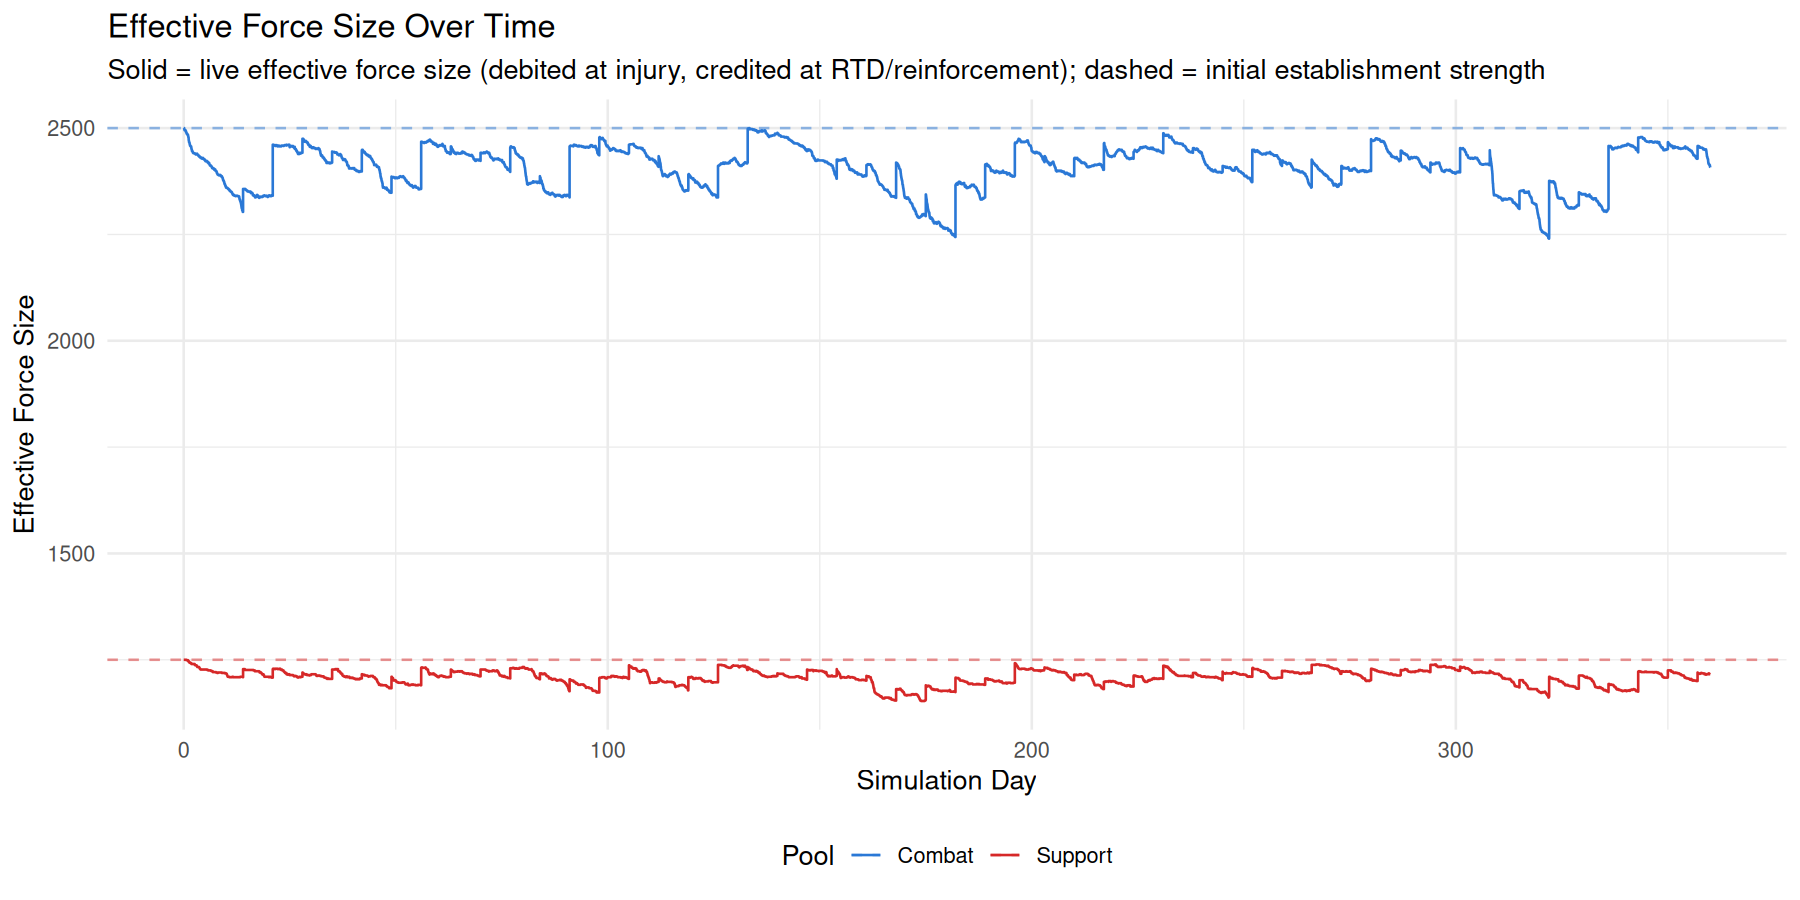 Effective Force Size Over Time
Solid = live effective force size (debited at injury, credited at RTD/reinforcement); dashed = initial establishment strength
Effective Force Size
2500
2000
1500
0 100 200 300
Simulation Day
Pool Combat Support